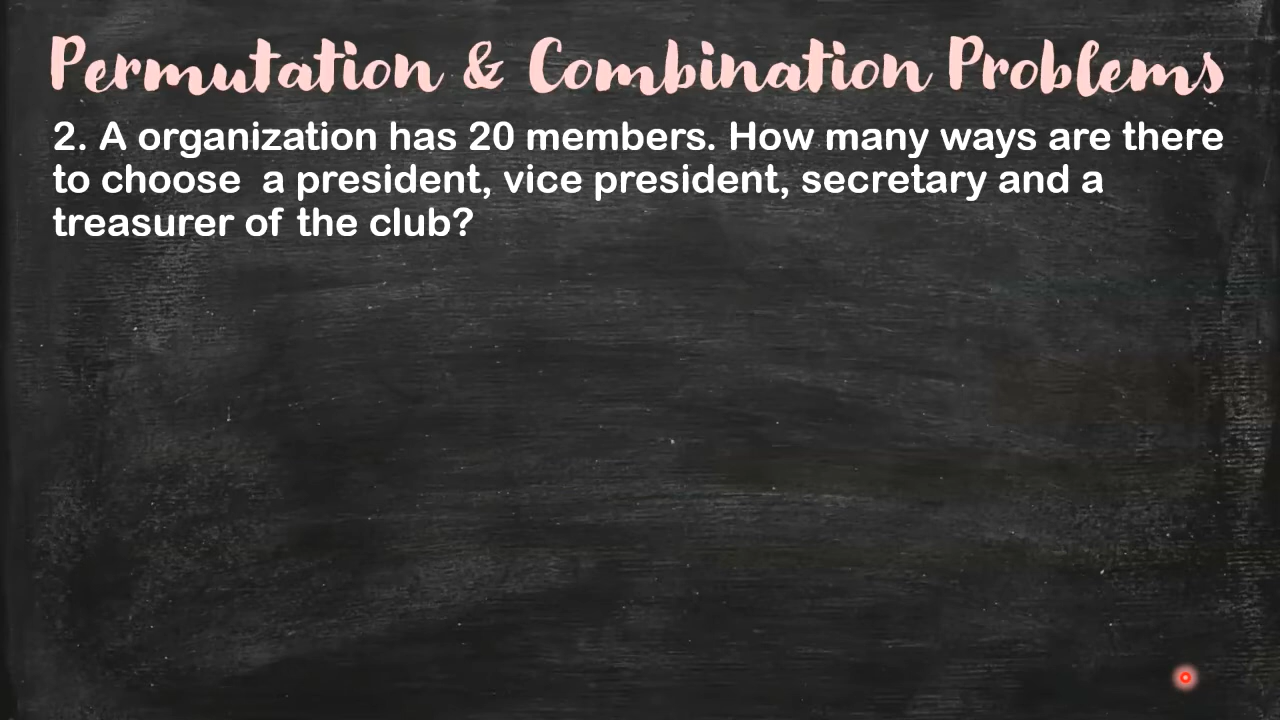 Permutation & Combination Problems
2. A organization has 20 members. How many ways are there
to choose  a president, vice president, secretary and a
treasurer of the club?